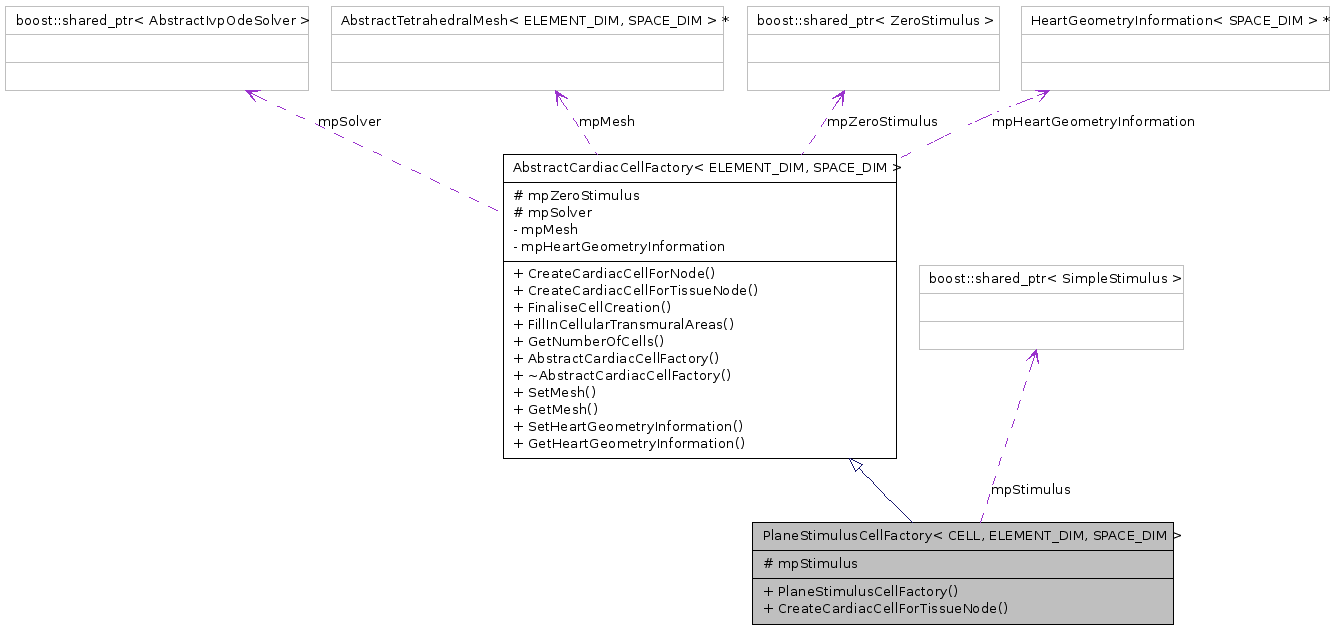 boost::shared_ptr< AbstractIvpOdeSolver >
AbstractTetrahedralMesh< ELEMENT_DIM, SPACE_DIM > *
boost::shared_ptr< ZeroStimulus >
HeartGeometryInformation< SPACE_DIM > *
mpSolver
mpMesh
mpZeroStimulus
mpHeartGeometryInformation
AbstractCardiacCellFactory< ELEMENT_DIM, SPACE_DIM >
# mpZeroStimulus
# mpSolver
- mpMesh
- mpHeartGeometryInformation
+ CreateCardiacCellForNode()
+ CreateCardiacCellForTissueNode()
+ FinaliseCellCreation()
+ FillInCellularTransmuralAreas()
+ GetNumberOfCells()
+ AbstractCardiacCellFactory()
+ ~AbstractCardiacCellFactory()
+ SetMesh()
+ GetMesh()
+ SetHeartGeometryInformation()
+ GetHeartGeometryInformation()
boost::shared_ptr< SimpleStimulus >
mpStimulus
PlaneStimulusCellFactory< CELL, ELEMENT_DIM, SPACE_DIM >
# mpStimulus
+ PlaneStimulusCellFactory()
+ CreateCardiacCellForTissueNode()